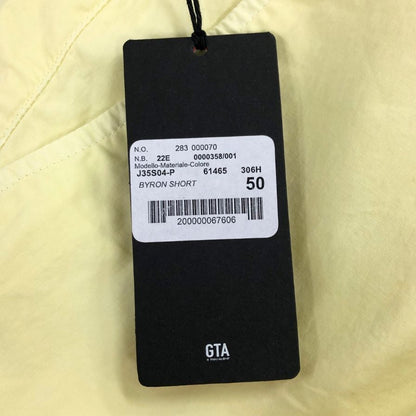 N.O. 283 000070
N.B. 22E 0000358/001
Modello-Materiale-Colore
J35S04-P 61465 306H
BYRON SHORT 50
200000067606
GTA